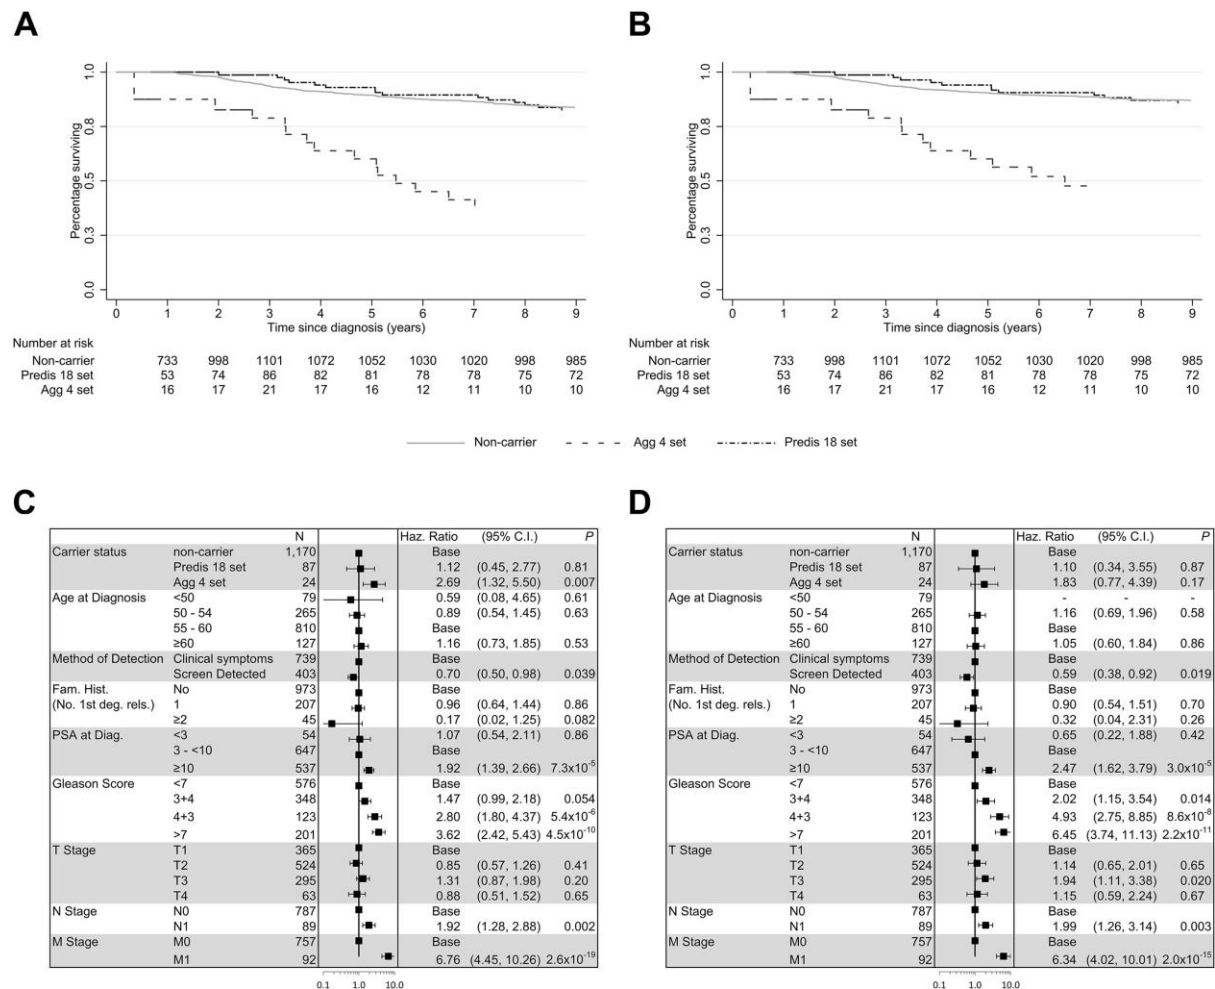 A
B
1.0
0.8
0.5
0.3
0.0
Percentage surviving
0 1 2 3 4 5 6 7 8 9
Time since diagnosis (years)
Number at risk
Non-carrier 733 998 1101 1072 1052 1030 1020 998 985
Predis 18 set 53 74 86 82 81 78 78 75 72
Agg 4 set 16 17 21 17 16 12 11 10 10
1.0
0.8
0.5
0.3
0.0
Percentage surviving
0 1 2 3 4 5 6 7 8 9
Time since diagnosis (years)
Number at risk
Non-carrier 733 998 1101 1072 1052 1030 1020 998 985
Predis 18 set 53 74 86 82 81 78 78 75 72
Agg 4 set 16 17 21 17 16 12 11 10 10
Non-carrier Agg 4 set Predis 18 set
C
N Haz. Ratio (95% C.I.) P
Carrier status non-carrier 1,170 Base
Predis 18 set 87 1.12 (0.45, 2.77) 0.81
Agg 4 set 24 2.69 (1.32, 5.50) 0.007
Age at Diagnosis <50 79 0.59 (0.08, 4.65) 0.61
50 - 54 265 0.89 (0.54, 1.45) 0.63
55 - 60 810 Base
≥60 127 1.16 (0.73, 1.85) 0.53
Method of Detection Clinical symptoms 739 Base
Screen Detected 403 0.70 (0.50, 0.98) 0.039
Fam. Hist. No 973 Base
(No. 1st deg. rels.) 1 207 0.96 (0.64, 1.44) 0.86
≥2 45 0.17 (0.02, 1.25) 0.082
PSA at Diag. <3 54 1.07 (0.54, 2.11) 0.86
3 - <10 647 Base
≥10 537 1.92 (1.39, 2.66) 7.3x10⁻⁵
Gleason Score <7 576 Base
3+4 348 1.47 (0.99, 2.18) 0.054
4+3 123 2.80 (1.80, 4.37) 5.4x10⁻⁶
>7 201 3.62 (2.42, 5.43) 4.5x10⁻¹⁰
T Stage T1 365 Base
T2 524 0.85 (0.57, 1.26) 0.41
T3 295 1.31 (0.87, 1.98) 0.20
T4 63 0.88 (0.51, 1.52) 0.65
N Stage N0 787 Base
N1 89 1.92 (1.28, 2.88) 0.002
M Stage M0 757 Base
M1 92 6.76 (4.45, 10.26) 2.6x10⁻¹⁹
0.1 1.0 10.0
D
N Haz. Ratio (95% C.I.) P
Carrier status non-carrier 1,170 Base
Predis 18 set 87 1.10 (0.34, 3.55) 0.87
Agg 4 set 24 1.83 (0.77, 4.39) 0.17
Age at Diagnosis <50 79 - - -
50 - 54 265 1.16 (0.69, 1.96) 0.58
55 - 60 810 Base
≥60 127 1.05 (0.60, 1.84) 0.86
Method of Detection Clinical symptoms 739 Base
Screen Detected 403 0.59 (0.38, 0.92) 0.019
Fam. Hist. No 973 Base
(No. 1st deg. rels.) 1 207 0.90 (0.54, 1.51) 0.70
≥2 45 0.32 (0.04, 2.31) 0.26
PSA at Diag. <3 54 0.65 (0.22, 1.88) 0.42
3 - <10 647 Base
≥10 537 2.47 (1.62, 3.79) 3.0x10⁻⁵
Gleason Score <7 576 Base
3+4 348 2.02 (1.15, 3.54) 0.014
4+3 123 4.93 (2.75, 8.85) 8.6x10⁻⁸
>7 201 6.45 (3.74, 11.13) 2.2x10⁻¹¹
T Stage T1 365 Base
T2 524 1.14 (0.65, 2.01) 0.65
T3 295 1.94 (1.11, 3.38) 0.020
T4 63 1.15 (0.59, 2.24) 0.67
N Stage N0 787 Base
N1 89 1.99 (1.26, 3.14) 0.003
M Stage M0 757 Base
M1 92 6.34 (4.02, 10.01) 2.0x10⁻¹⁵
0.1 1.0 10.0